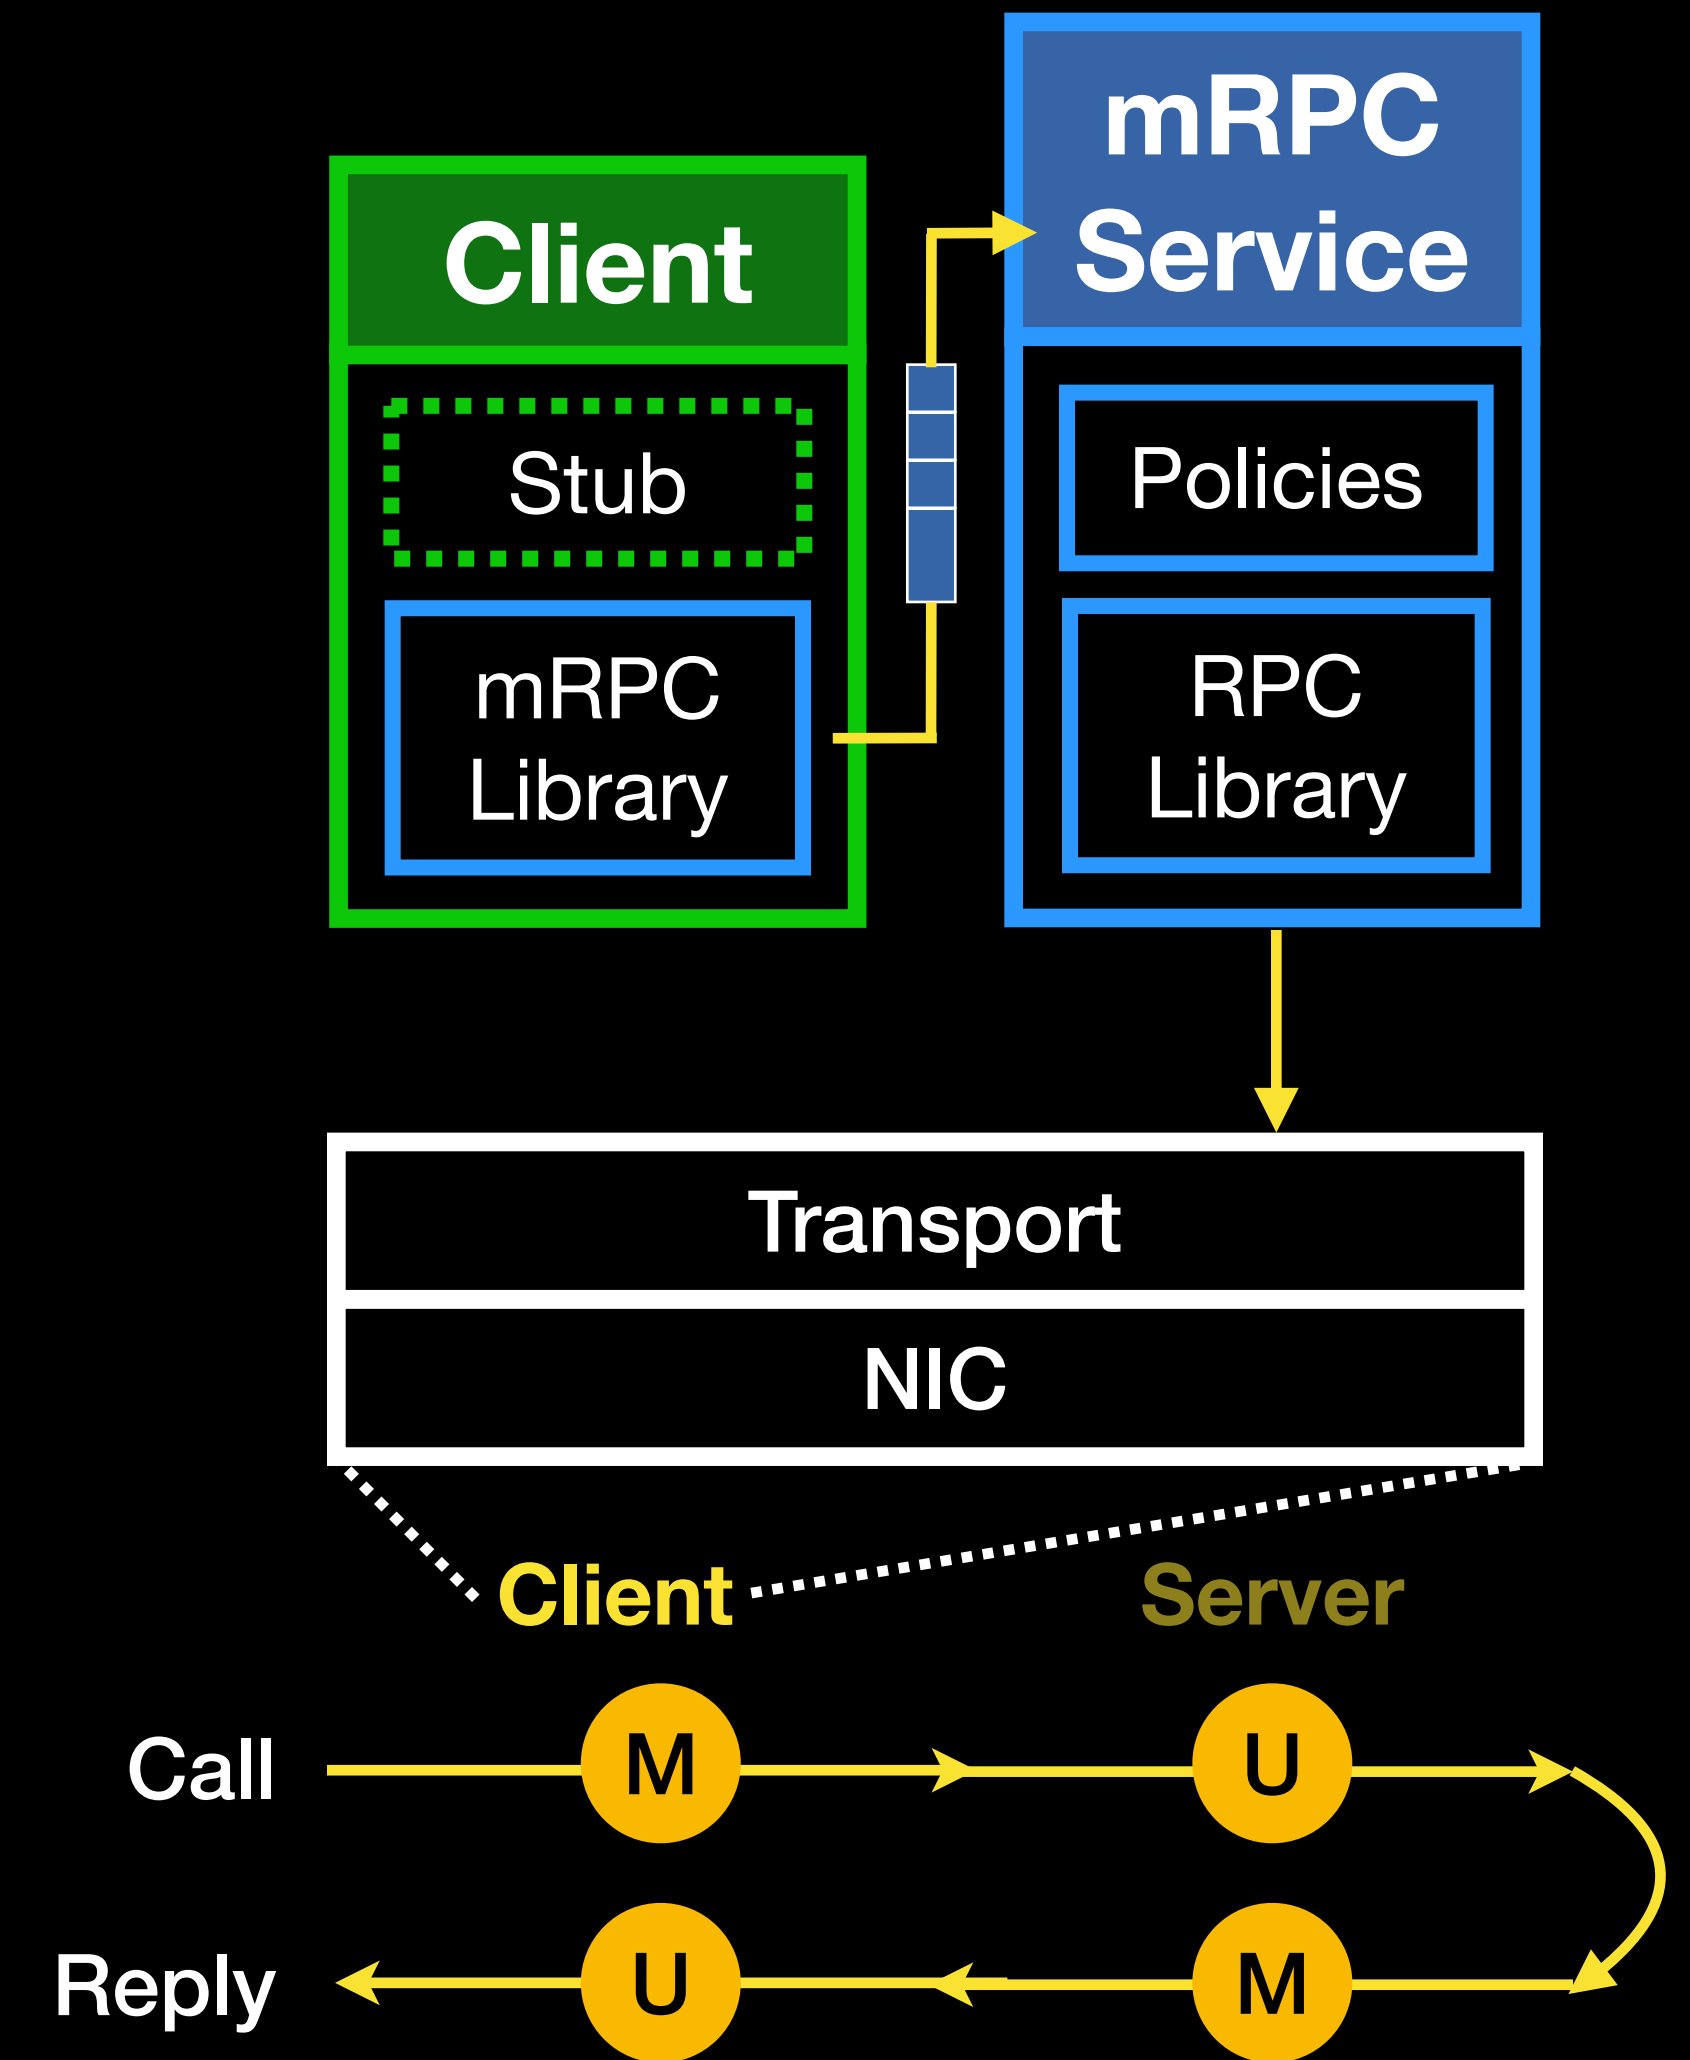 Client
Stub
mRPC
Library
mRPC
Service
Policies
RPC
Library
Transport
NIC
Client
Server
Call
M
U
Reply
U
M